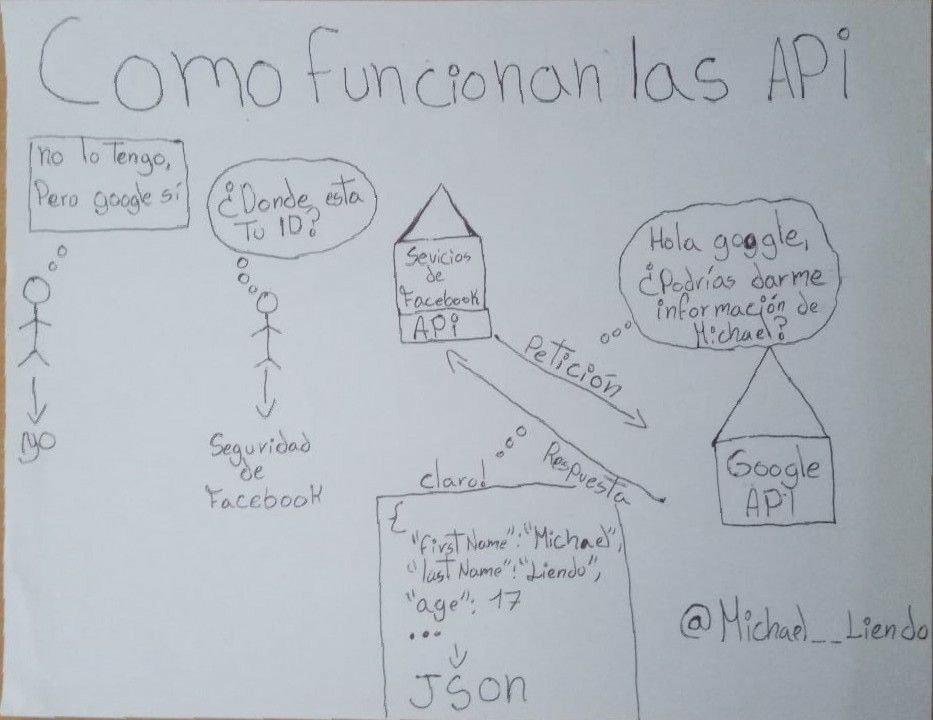 Como funcionan las API
no lo Tengo,
Pero google sí
¿Donde esta
Tu ID?
yo
Seguridad
de
Facebook
Sevicios
de
Facebook
API
Petición
Hola google,
¿Podrías darme
información de
Michael?
Google
API
Respuesta
claro!
{
"firstName":"Michael",
"lastName":"Liendo",
"age": 17
...
JSon
@Michael__Liendo